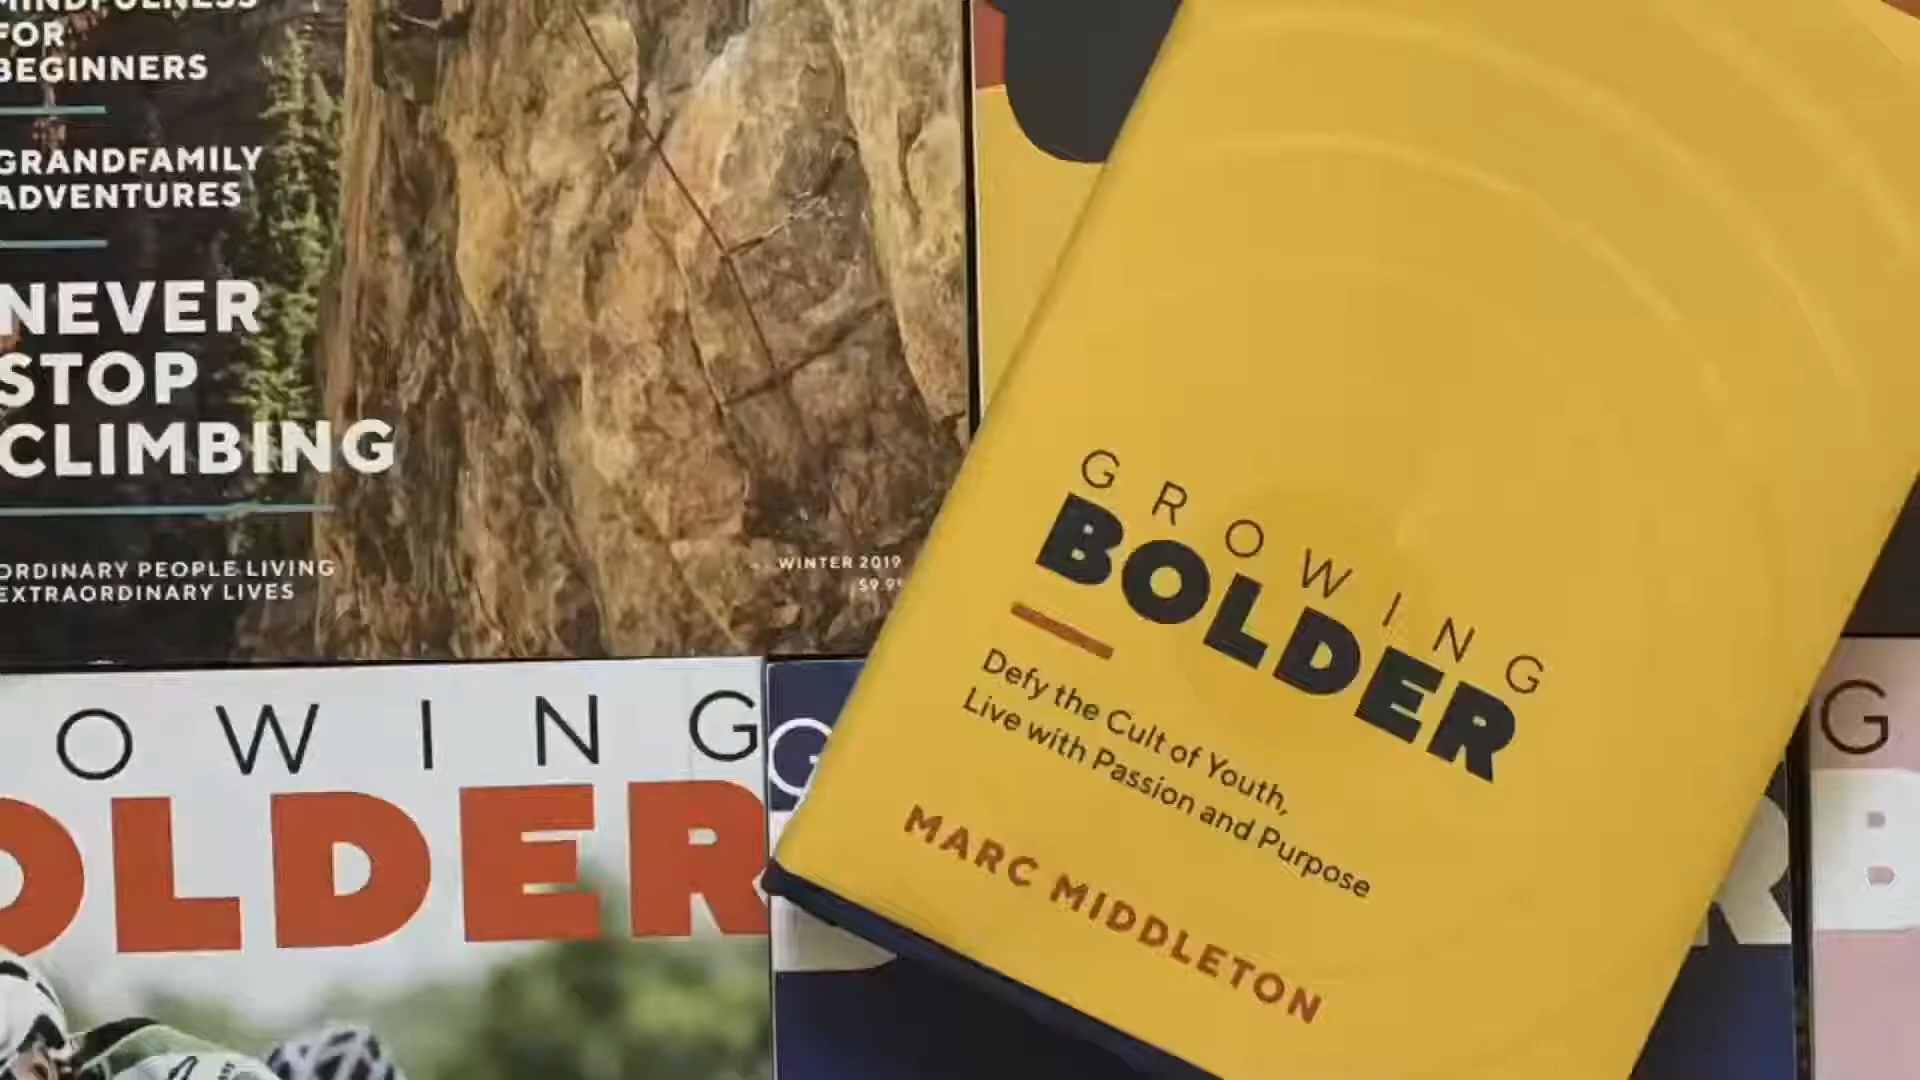 MINDFULNESS
FOR
BEGINNERS
GRANDFAMILY
ADVENTURES
NEVER
STOP
CLIMBING
ORDINARY PEOPLE LIVING
EXTRAORDINARY LIVES
WINTER 2019
OWING
OLDER
G
GROWING
BOLDER
Defy the Cult of Youth,
Live with Passion and Purpose
MARC MIDDLETON
R
G
B